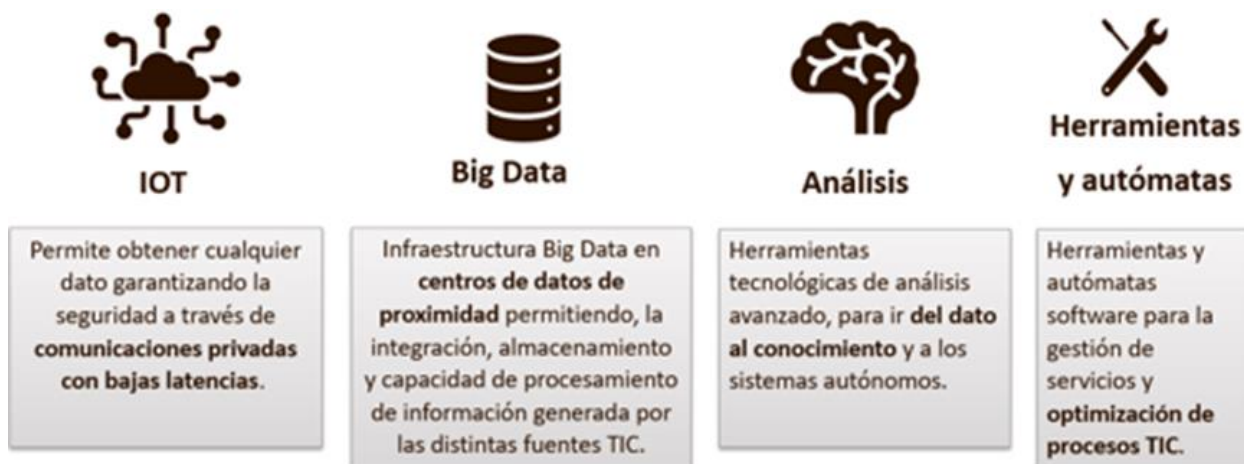 IOT
Permite obtener cualquier
dato garantizando la
seguridad a través de
comunicaciones privadas
con bajas latencias.
Big Data
Infraestructura Big Data en
centros de datos de
proximidad permitiendo, la
integración, almacenamiento
y capacidad de procesamiento
de información generada por
las distintas fuentes TIC.
Análisis
Herramientas
tecnológicas de análisis
avanzado, para ir del dato
al conocimiento y a los
sistemas autónomos.
Herramientas
y autómatas
Herramientas y
autómatas
software para la
gestión de
servicios y
optimización de
procesos TIC.